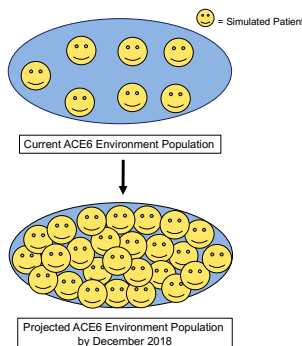 = Simulated Patient
Current ACE6 Environment Population
Projected ACE6 Environment Population
by December 2018